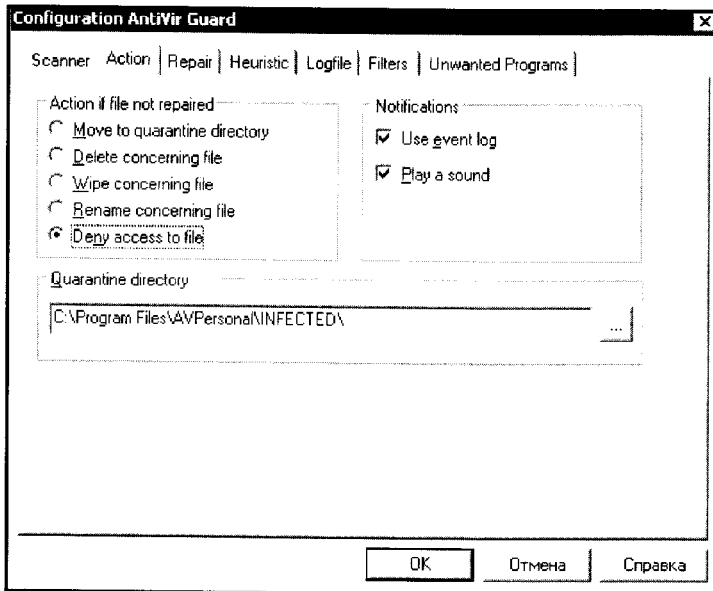 Configuration AntiVir Guard
Scanner Action Repair Heuristic Logfile Filters Unwanted Programs
Action if file not repaired
Move to quarantine directory
Delete concerning file
Wipe concerning file
Rename concerning file
Deny access to file
Notifications
Use event log
Play a sound
Quarantine directory
C:\Program Files\AVPersonal\INFECTED\
...
OK Отмена Справка